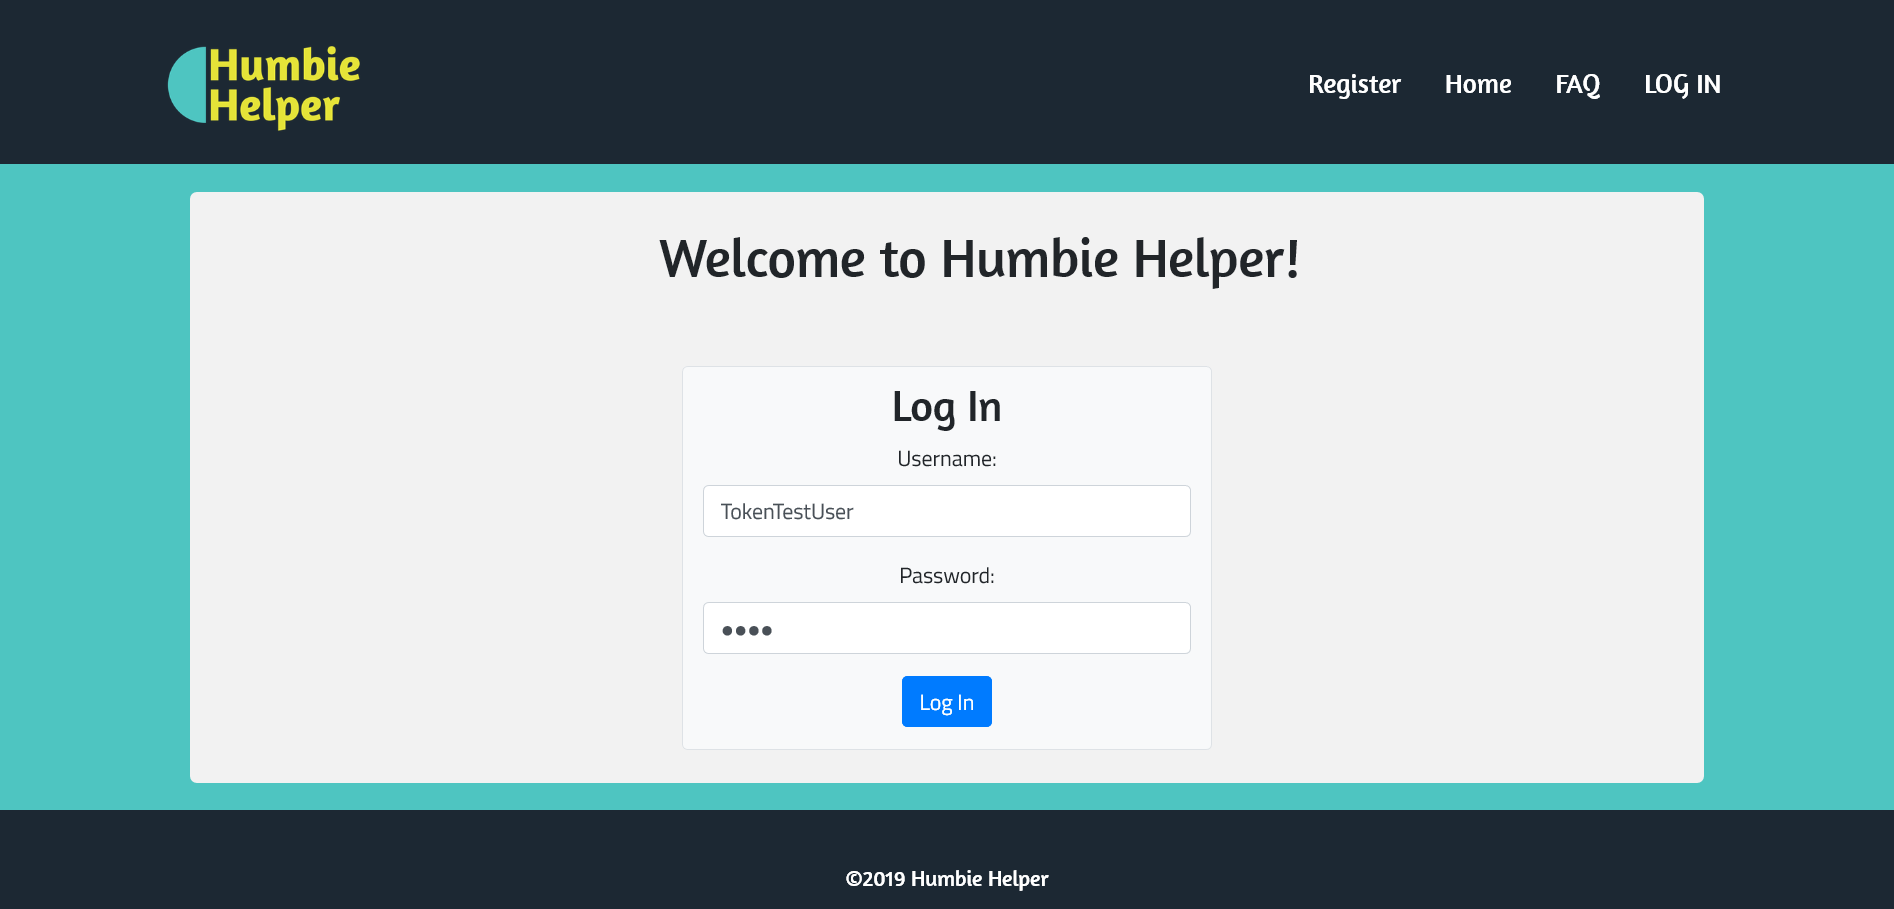 Humbie
Helper
Register Home FAQ LOG IN
Welcome to Humbie Helper!
Log In
Username:
TokenTestUser
Password:
••••
Log In
©2019 Humbie Helper